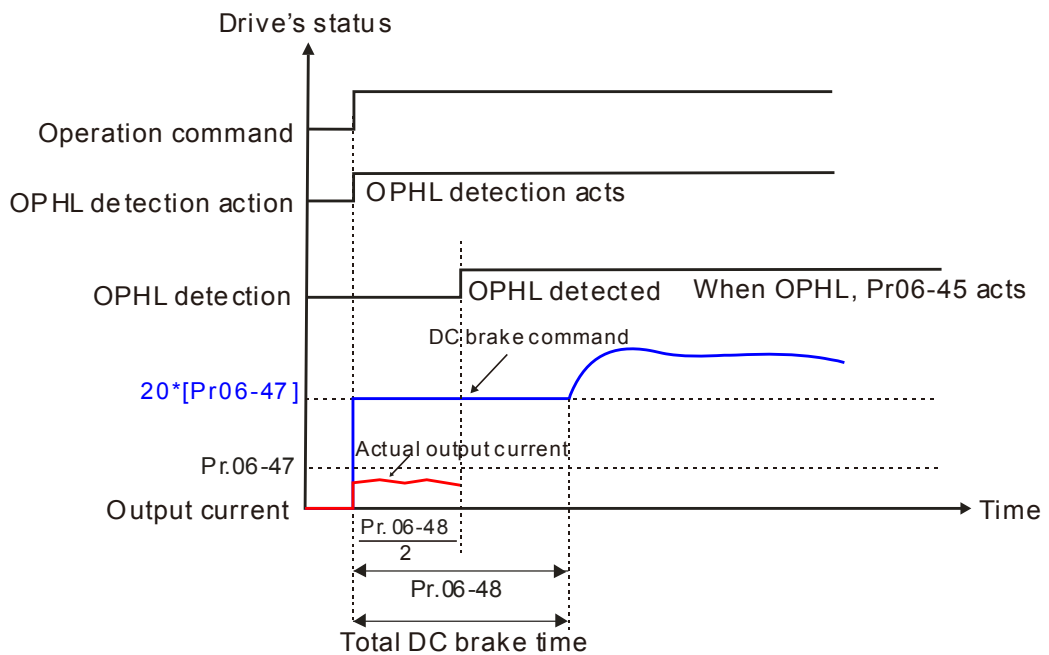 Drive's status
Operation command
OPHL detection action
OPHL detection acts
OPHL detection
OPHL detected
When OPHL, Pr06-45 acts
DC brake command
20*[Pr06-47]
Actual output current
Pr.06-47
Output current
Time
Pr. 06-48
2
Pr.06-48
Total DC brake time